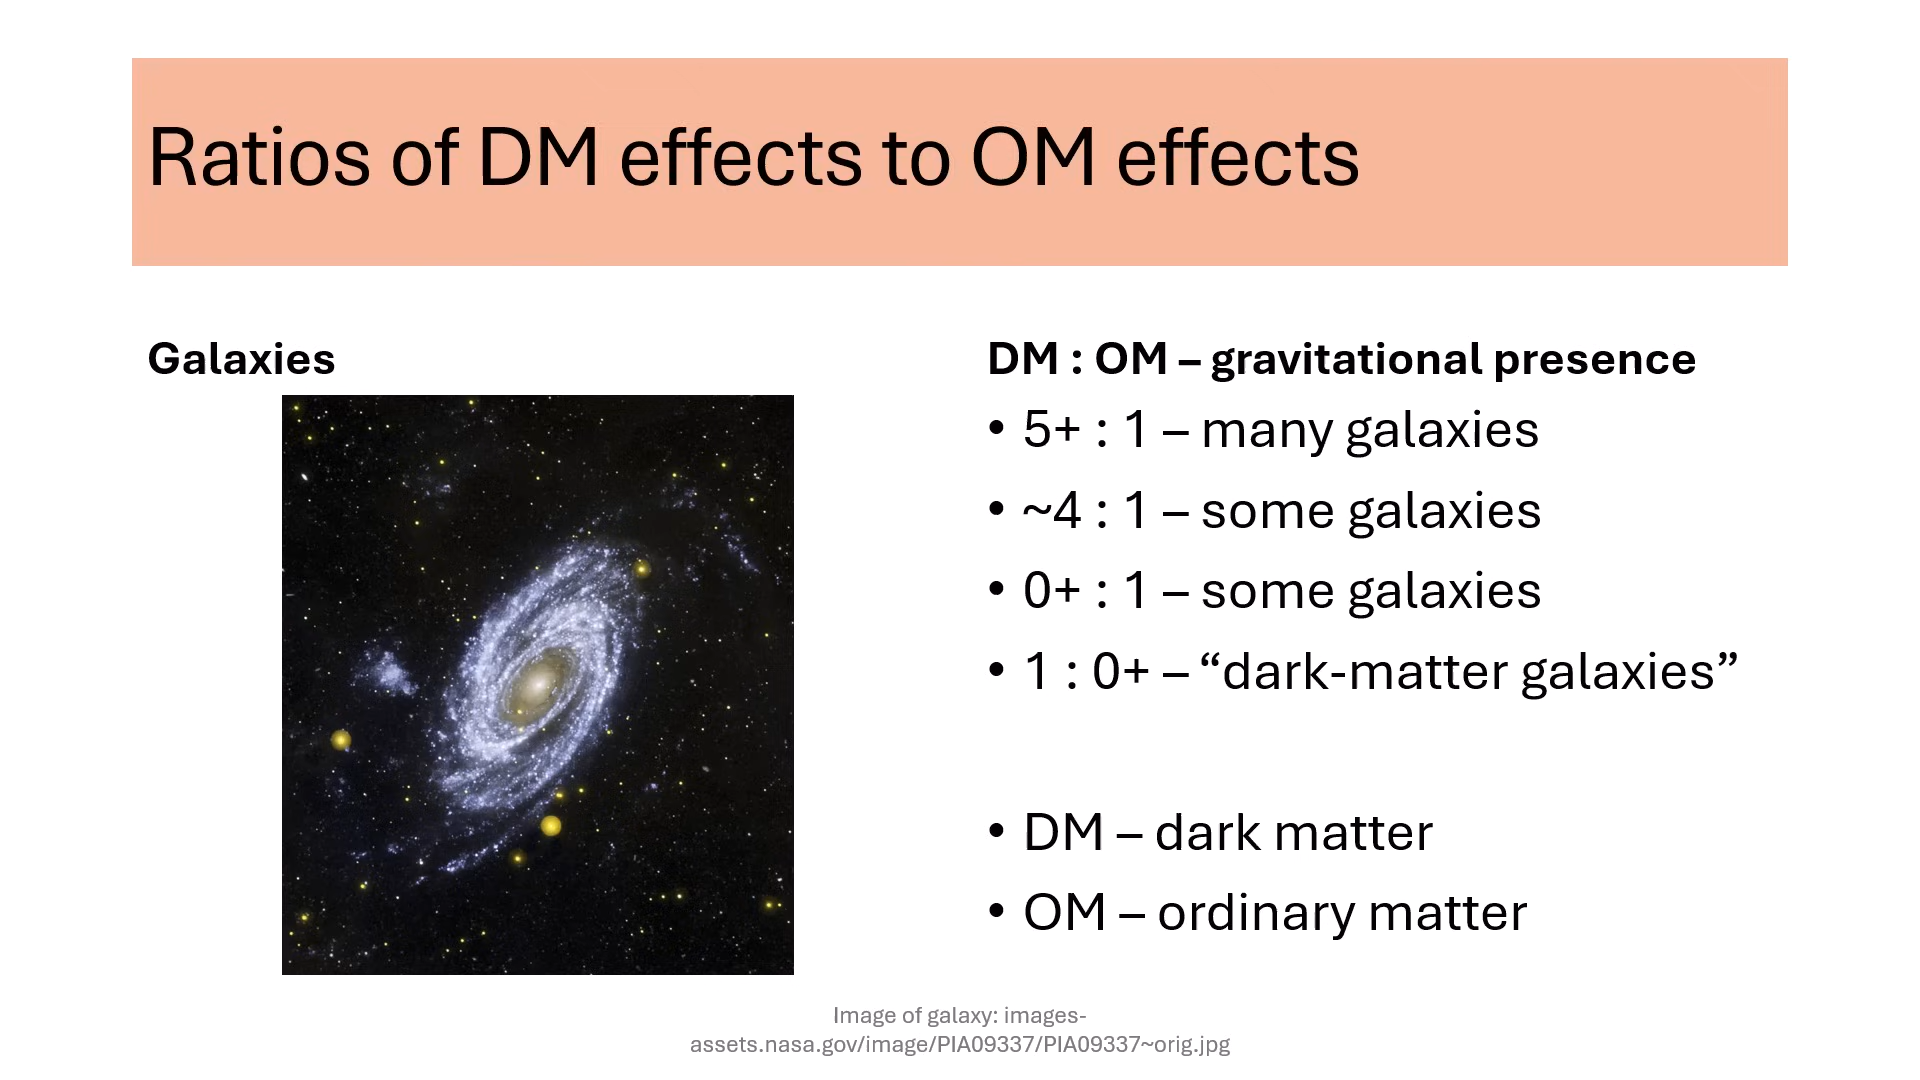 Ratios of DM effects to OM effects
Galaxies
DM : OM – gravitational presence
• 5+ : 1 – many galaxies
• ~4 : 1 – some galaxies
• 0+ : 1 – some galaxies
• 1 : 0+ – “dark-matter galaxies”
• DM – dark matter
• OM – ordinary matter
Image of galaxy: images-
assets.nasa.gov/image/PIA09337/PIA09337~orig.jpg